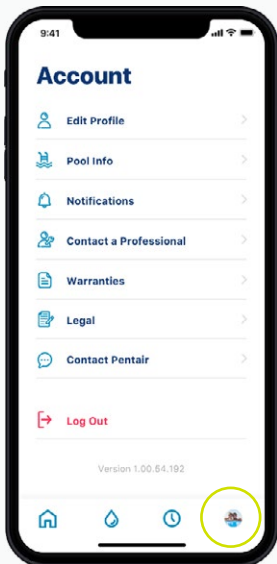 9:41
Account
Edit Profile
Pool Info
Notifications
Contact a Professional
Warranties
Legal
Contact Pentair
Log Out
Version 1.00.54.192